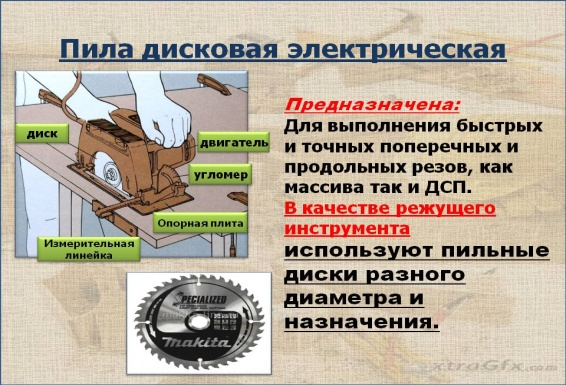 Пила дисковая электрическая
диск
двигатель
угломер
Опорная плита
Измерительная
линейка
Предназначена:
Для выполнения быстрых
и точных поперечных и
продольных резов, как
массива так и ДСП.
В качестве режущего
инструмента
используют пильные
диски разного
диаметра и
назначения.
SPECIALIZED
makita
xtraGfx.com